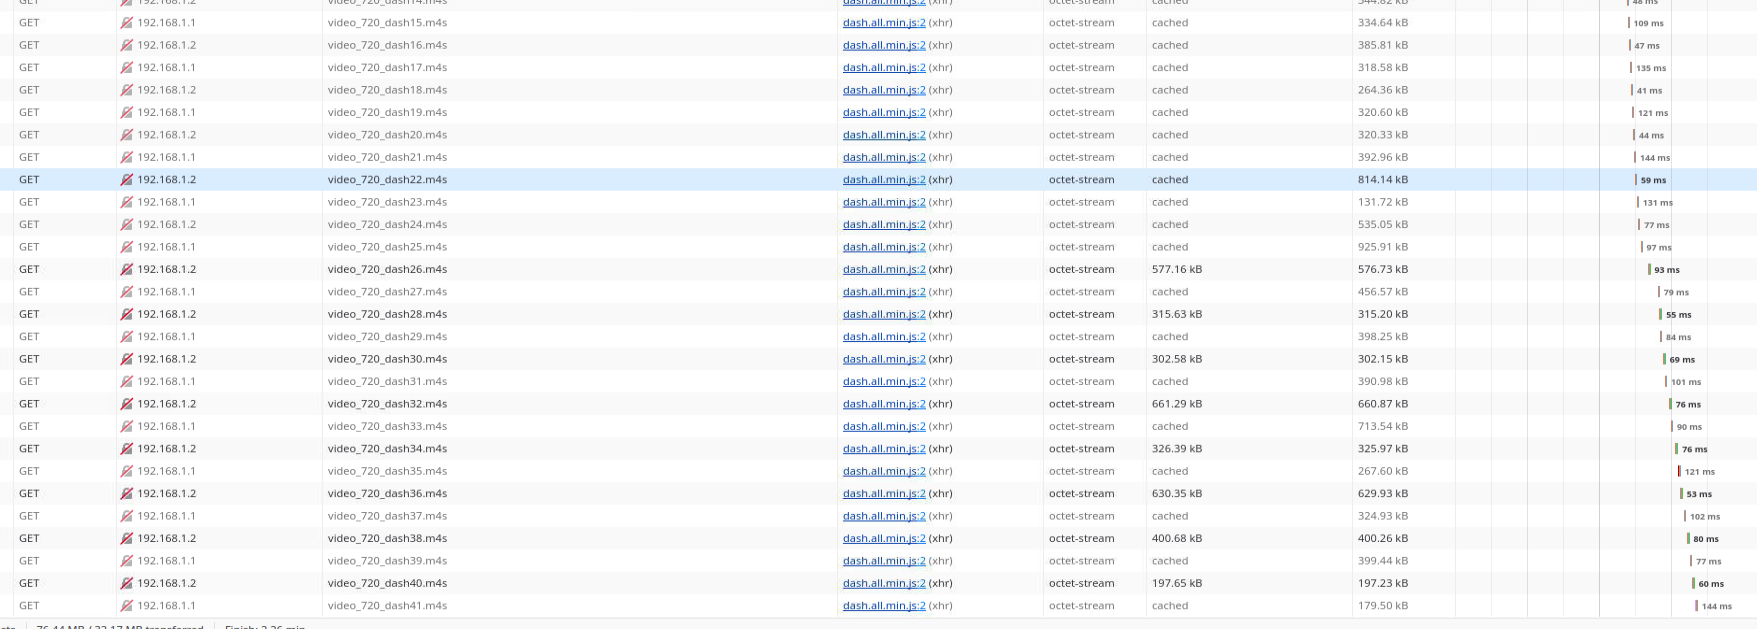 GET 192.168.1.2 video_720_dash14.m4s dash.all.min.js:2 (xhr) octet-stream cached 344.82 kB 48 ms
GET 192.168.1.1 video_720_dash15.m4s dash.all.min.js:2 (xhr) octet-stream cached 334.64 kB 109 ms
GET 192.168.1.2 video_720_dash16.m4s dash.all.min.js:2 (xhr) octet-stream cached 385.81 kB 47 ms
GET 192.168.1.1 video_720_dash17.m4s dash.all.min.js:2 (xhr) octet-stream cached 318.58 kB 135 ms
GET 192.168.1.2 video_720_dash18.m4s dash.all.min.js:2 (xhr) octet-stream cached 264.36 kB 41 ms
GET 192.168.1.1 video_720_dash19.m4s dash.all.min.js:2 (xhr) octet-stream cached 320.60 kB 121 ms
GET 192.168.1.2 video_720_dash20.m4s dash.all.min.js:2 (xhr) octet-stream cached 320.33 kB 44 ms
GET 192.168.1.1 video_720_dash21.m4s dash.all.min.js:2 (xhr) octet-stream cached 392.96 kB 144 ms
GET 192.168.1.2 video_720_dash22.m4s dash.all.min.js:2 (xhr) octet-stream cached 814.14 kB 59 ms
GET 192.168.1.1 video_720_dash23.m4s dash.all.min.js:2 (xhr) octet-stream cached 131.72 kB 131 ms
GET 192.168.1.2 video_720_dash24.m4s dash.all.min.js:2 (xhr) octet-stream cached 535.05 kB 77 ms
GET 192.168.1.1 video_720_dash25.m4s dash.all.min.js:2 (xhr) octet-stream cached 925.91 kB 97 ms
GET 192.168.1.2 video_720_dash26.m4s dash.all.min.js:2 (xhr) octet-stream 577.16 kB 576.73 kB 93 ms
GET 192.168.1.1 video_720_dash27.m4s dash.all.min.js:2 (xhr) octet-stream cached 456.57 kB 79 ms
GET 192.168.1.2 video_720_dash28.m4s dash.all.min.js:2 (xhr) octet-stream 315.63 kB 315.20 kB 55 ms
GET 192.168.1.1 video_720_dash29.m4s dash.all.min.js:2 (xhr) octet-stream cached 398.25 kB 84 ms
GET 192.168.1.2 video_720_dash30.m4s dash.all.min.js:2 (xhr) octet-stream 302.58 kB 302.15 kB 69 ms
GET 192.168.1.1 video_720_dash31.m4s dash.all.min.js:2 (xhr) octet-stream cached 390.98 kB 101 ms
GET 192.168.1.2 video_720_dash32.m4s dash.all.min.js:2 (xhr) octet-stream 661.29 kB 660.87 kB 76 ms
GET 192.168.1.1 video_720_dash33.m4s dash.all.min.js:2 (xhr) octet-stream cached 713.54 kB 90 ms
GET 192.168.1.2 video_720_dash34.m4s dash.all.min.js:2 (xhr) octet-stream 326.39 kB 325.97 kB 76 ms
GET 192.168.1.1 video_720_dash35.m4s dash.all.min.js:2 (xhr) octet-stream cached 267.60 kB 121 ms
GET 192.168.1.2 video_720_dash36.m4s dash.all.min.js:2 (xhr) octet-stream 630.35 kB 629.93 kB 53 ms
GET 192.168.1.1 video_720_dash37.m4s dash.all.min.js:2 (xhr) octet-stream cached 324.93 kB 102 ms
GET 192.168.1.2 video_720_dash38.m4s dash.all.min.js:2 (xhr) octet-stream 400.68 kB 400.26 kB 80 ms
GET 192.168.1.1 video_720_dash39.m4s dash.all.min.js:2 (xhr) octet-stream cached 399.44 kB 77 ms
GET 192.168.1.2 video_720_dash40.m4s dash.all.min.js:2 (xhr) octet-stream 197.65 kB 197.23 kB 60 ms
GET 192.168.1.1 video_720_dash41.m4s dash.all.min.js:2 (xhr) octet-stream cached 179.50 kB 144 ms